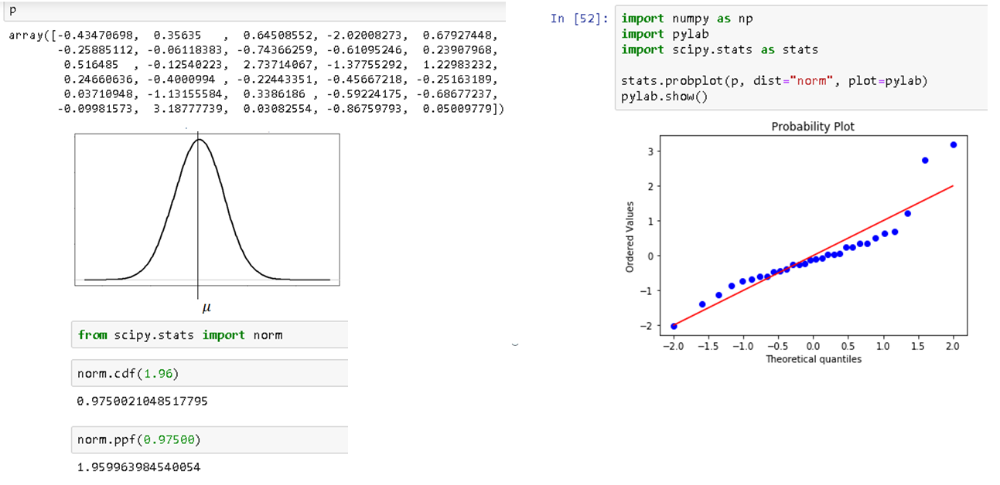 p
array([-0.43470698,  0.35635   ,  0.64508552, -2.02008273,  0.67927448,
       -0.25885112, -0.06118383, -0.74366259, -0.61095246,  0.23907968,
        0.516485  , -0.12540223,  2.73714067, -1.37755292,  1.22983232,
        0.24660636, -0.4000994 , -0.22443351, -0.45667218, -0.25163189,
        0.03710948, -1.13155584,  0.3386186 , -0.59224175, -0.68677237,
       -0.09981573,  3.18777739,  0.03082554, -0.86759793,  0.05009779])
μ
from scipy.stats import norm
norm.cdf(1.96)
0.9750021048517795
norm.ppf(0.97500)
1.959963984540054
In [52]:
import numpy as np
import pylab
import scipy.stats as stats
stats.probplot(p, dist="norm", plot=pylab)
pylab.show()
Probability Plot
Ordered Values
3
2
1
0
−1
−2
−2.0 −1.5 −1.0 −0.5 0.0 0.5 1.0 1.5 2.0
Theoretical quantiles